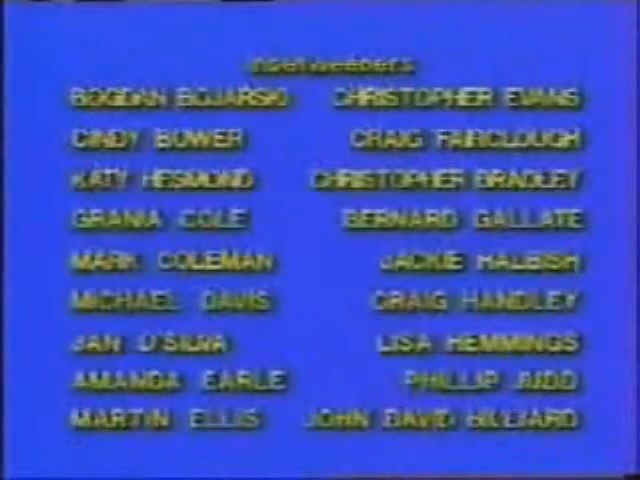 Inbetweeners
BOGDAN BOJARSKI CHRISTOPHER EVANS
CINDY BOWER CRAIG FAIRCLOUGH
KATY HESMOND CHRISTOPHER BRADLEY
GRANIA COLE BERNARD GALLATE
MARK COLEMAN JACKIE HALBISH
MICHAEL DAVIS CRAIG HANDLEY
JAN D'SILVA LISA HEMMINGS
AMANDA EARLE PHILLIP JUDD
MARTIN ELLIS JOHN DAVID HILLIARD